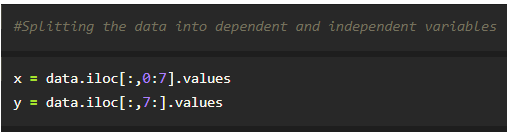 #Splitting the data into dependent and independent variables
x = data.iloc[:,0:7].values
y = data.iloc[:,7:].values